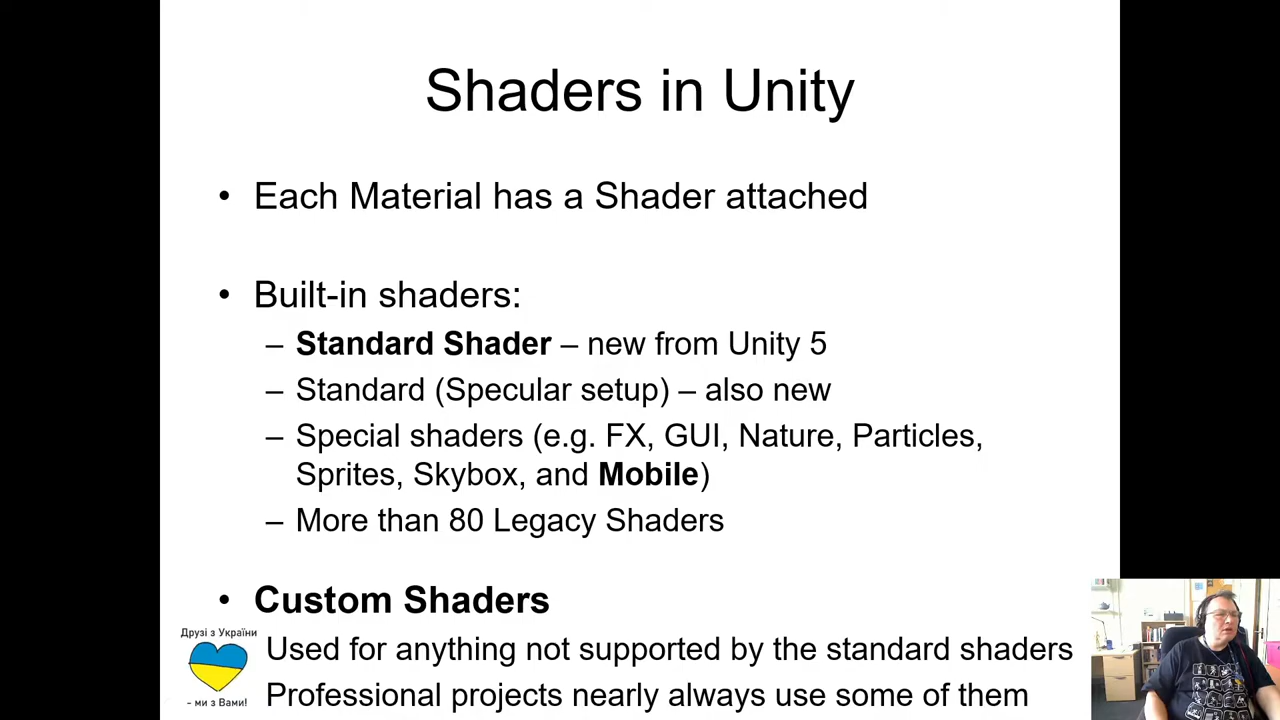 Shaders in Unity
• Each Material has a Shader attached
• Built-in shaders:
– Standard Shader – new from Unity 5
– Standard (Specular setup) – also new
– Special shaders (e.g. FX, GUI, Nature, Particles,
Sprites, Skybox, and Mobile)
– More than 80 Legacy Shaders
• Custom Shaders
Used for anything not supported by the standard shaders
Professional projects nearly always use some of them
Друзі з України
- ми з Вами!